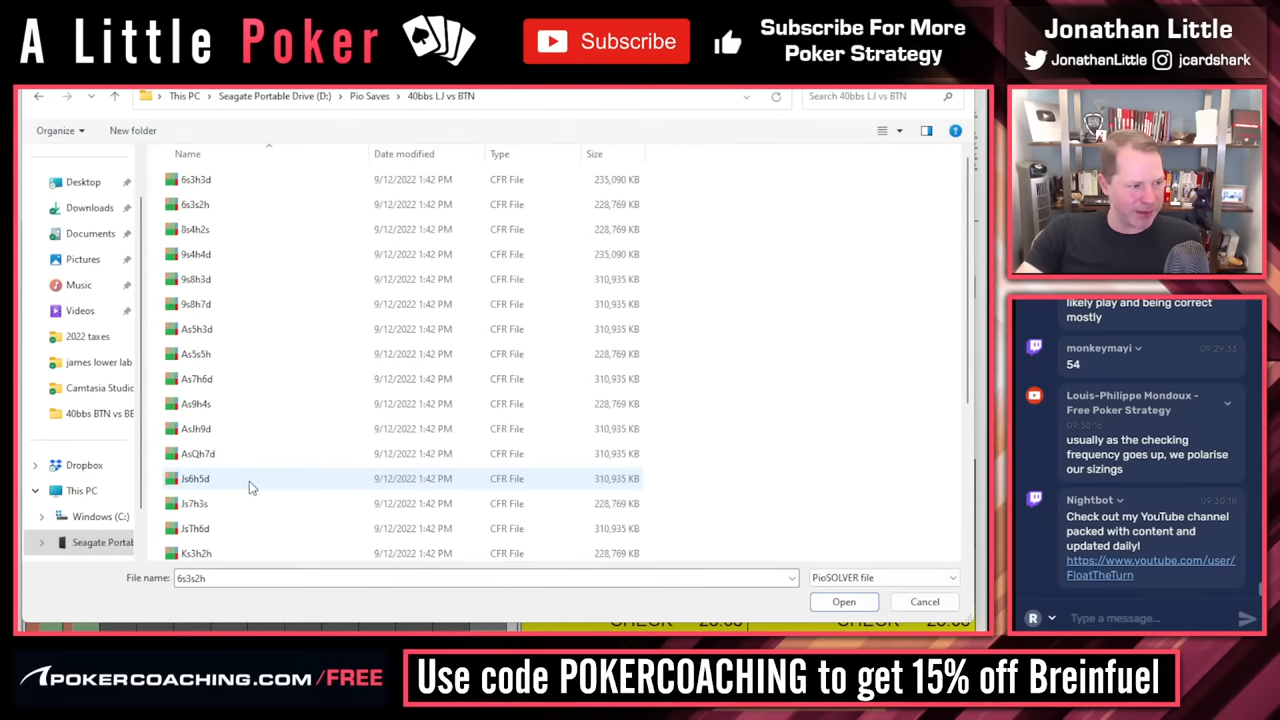 A Little Poker
Subscribe
Subscribe For More
Poker Strategy
Jonathan Little
JonathanLittle jcardshark
This PC > Seagate Portable Drive (D:) > Pio Saves > 40bbs LJ vs BTN
Search 40bbs LJ vs BTN
Organize New folder
Name Date modified Type Size
Desktop
Downloads
Documents
Pictures
Music
Videos
2022 taxes
james lower lab
Camtasia Studio
40bbs BTN vs BE
Dropbox
This PC
Windows (C:)
Seagate Portab
6s3h3d 9/12/2022 1:42 PM CFR File 235,090 KB
6s3s2h 9/12/2022 1:42 PM CFR File 228,769 KB
8s4h2s 9/12/2022 1:42 PM CFR File 228,769 KB
9s4h4d 9/12/2022 1:42 PM CFR File 235,090 KB
9s8h3d 9/12/2022 1:42 PM CFR File 310,935 KB
9s8h7d 9/12/2022 1:42 PM CFR File 310,935 KB
As5h3d 9/12/2022 1:42 PM CFR File 310,935 KB
As5s5h 9/12/2022 1:42 PM CFR File 228,769 KB
As7h6d 9/12/2022 1:42 PM CFR File 310,935 KB
As9h4s 9/12/2022 1:42 PM CFR File 228,769 KB
AsJh9d 9/12/2022 1:42 PM CFR File 310,935 KB
AsQh7d 9/12/2022 1:42 PM CFR File 310,935 KB
Js6h5d 9/12/2022 1:42 PM CFR File 310,935 KB
Js7h3s 9/12/2022 1:42 PM CFR File 228,769 KB
JsTh6d 9/12/2022 1:42 PM CFR File 310,935 KB
Ks3h2h 9/12/2022 1:42 PM CFR File 228,769 KB
File name: 6s3s2h
PioSOLVER file
Open Cancel
likely play and being correct
mostly
monkeymayi 09:29:33
54
Louis-Philippe Mondoux -
Free Poker Strategy
09:30:16
usually as the checking
frequency goes up, we polarise
our sizings
Nightbot 09:30:18
Check out my YouTube channel
packed with content and
updated daily!
https://www.youtube.com/user/
FloatTheTurn
R Type a message...
POKERCOACHING.COM/FREE
Use code POKERCOACHING to get 15% off Breinfuel